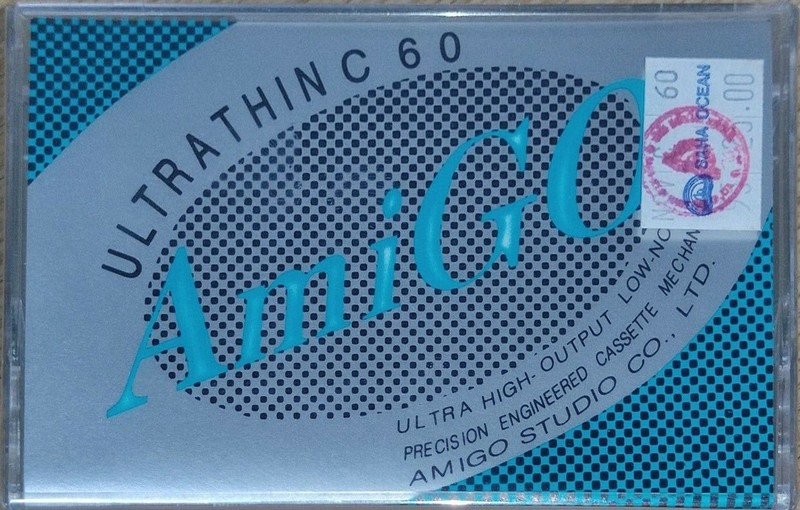 ULTRATHIN C 60
AmiGO
ULTRA HIGH-OUTPUT LOW-NO
PRECISION ENGINEERED CASSETTE MECHAN
AMIGO STUDIO CO., LTD.
60
SAHA OCEAN